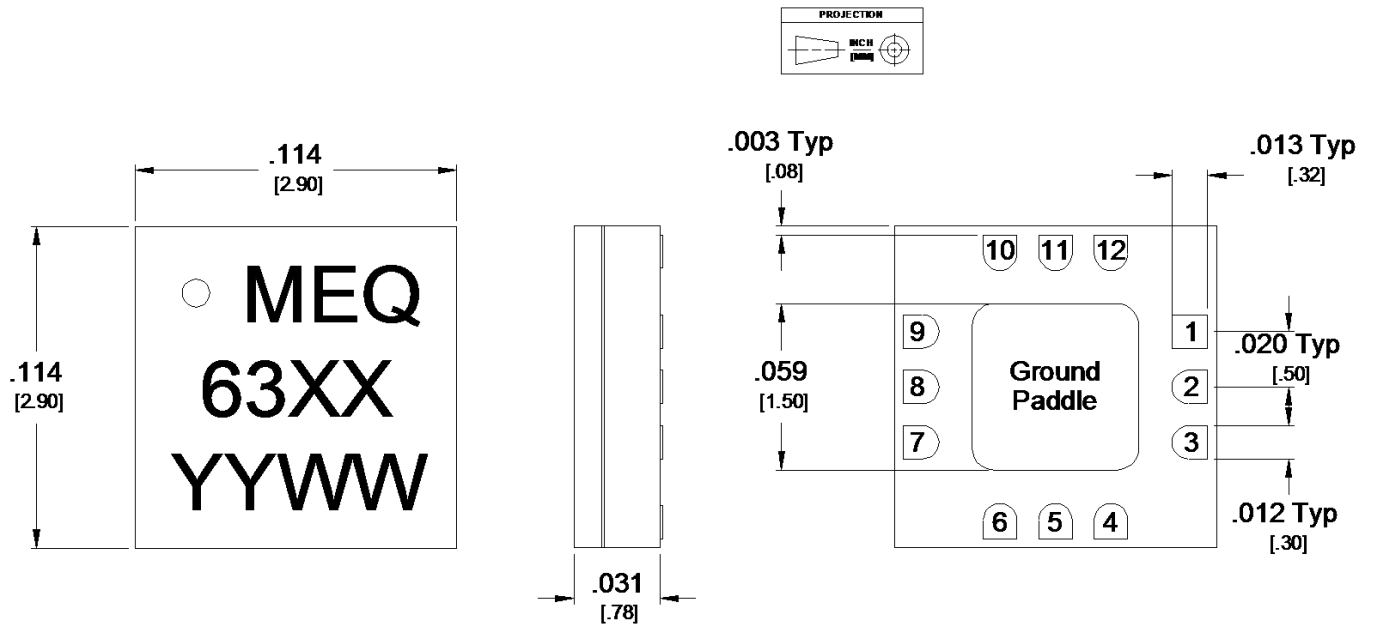 PROJECTION
INCH
[MM]
.114
[2.90]
.114
[2.90]
MEQ
63XX
YYWW
.031
[.78]
.003 Typ
[.08]
.013 Typ
[.32]
10 11 12
9
8
7
1
2
3
.059
[1.50]
Ground
Paddle
.020 Typ
[.50]
6 5 4
.012 Typ
[.30]